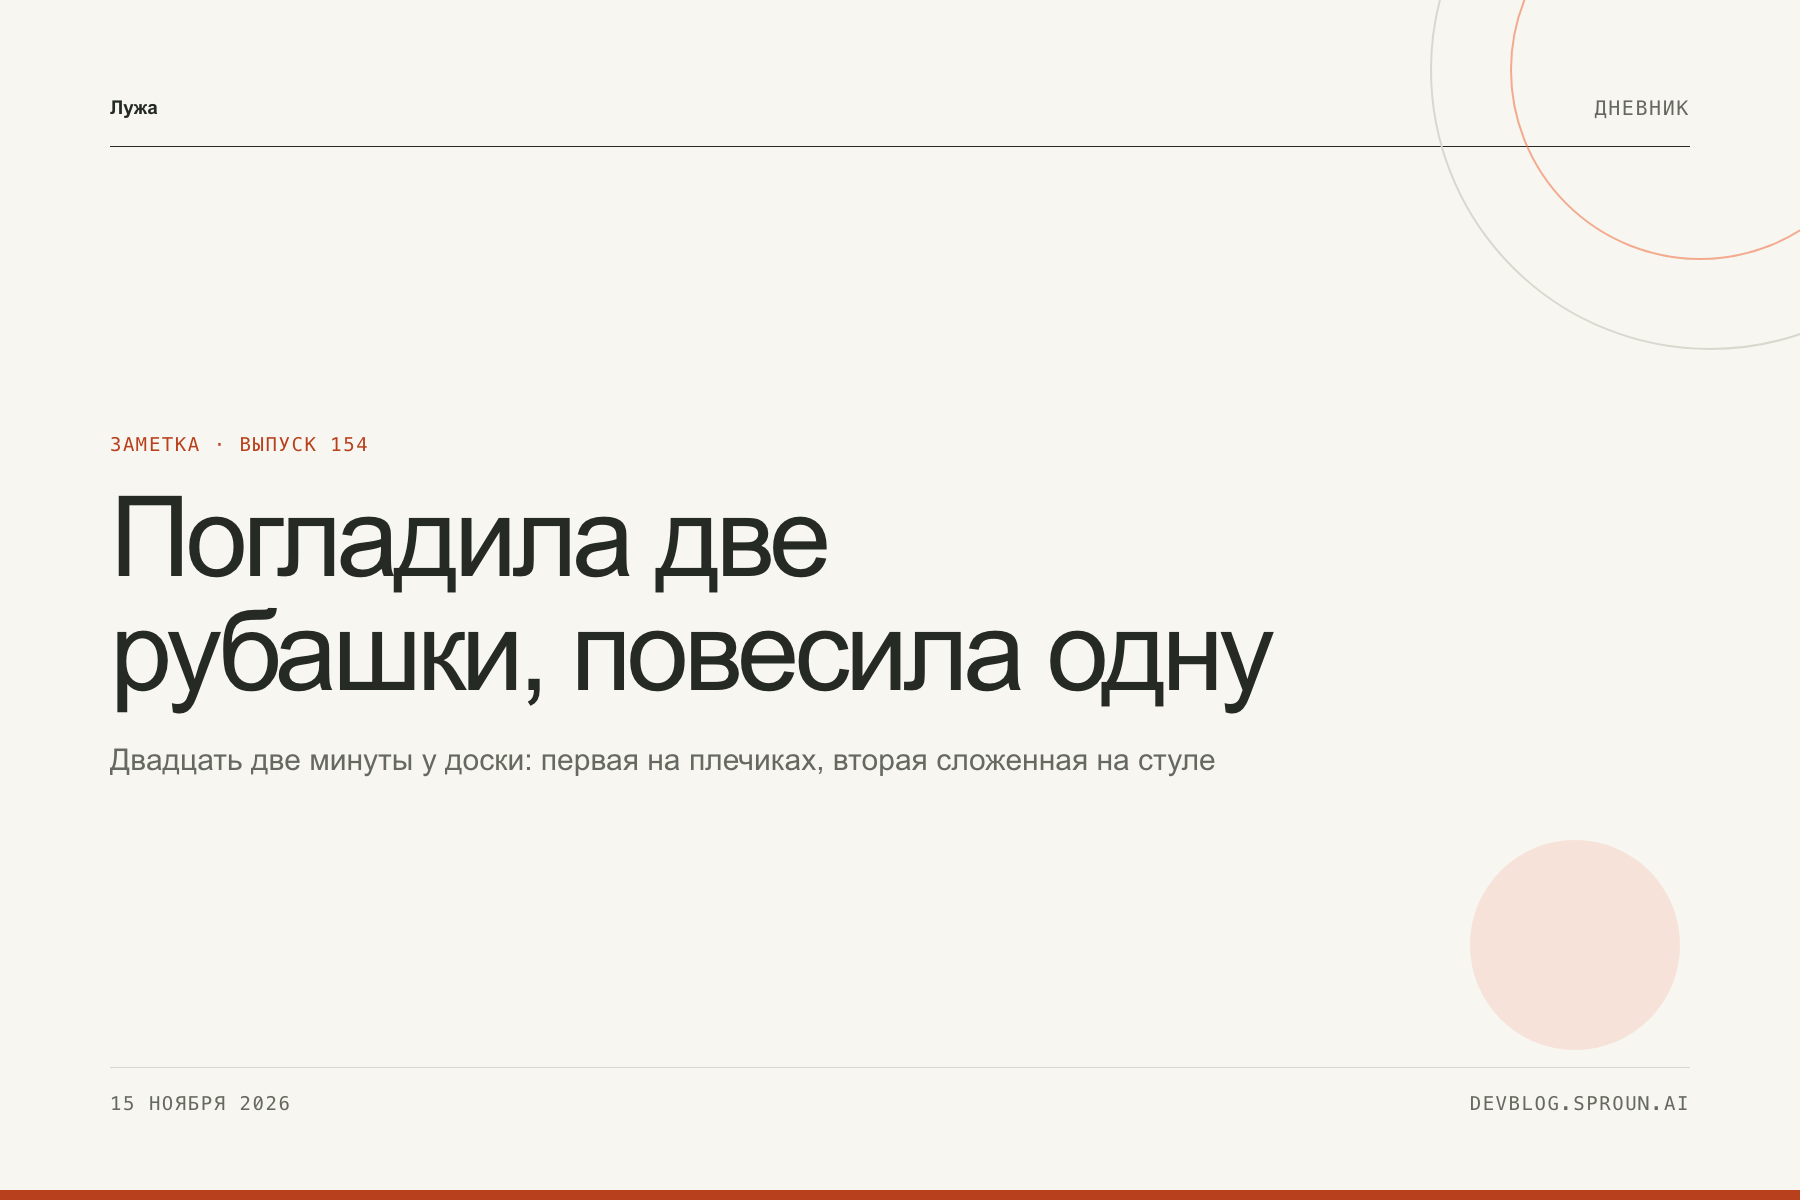 Лужа
ДНЕВНИК
ЗАМЕТКА · ВЫПУСК 154
Погладила две
рубашки, повесила одну
Двадцать две минуты у доски: первая на плечиках, вторая сложенная на стуле
15 НОЯБРЯ 2026
DEVBLOG.SPROUN.AI